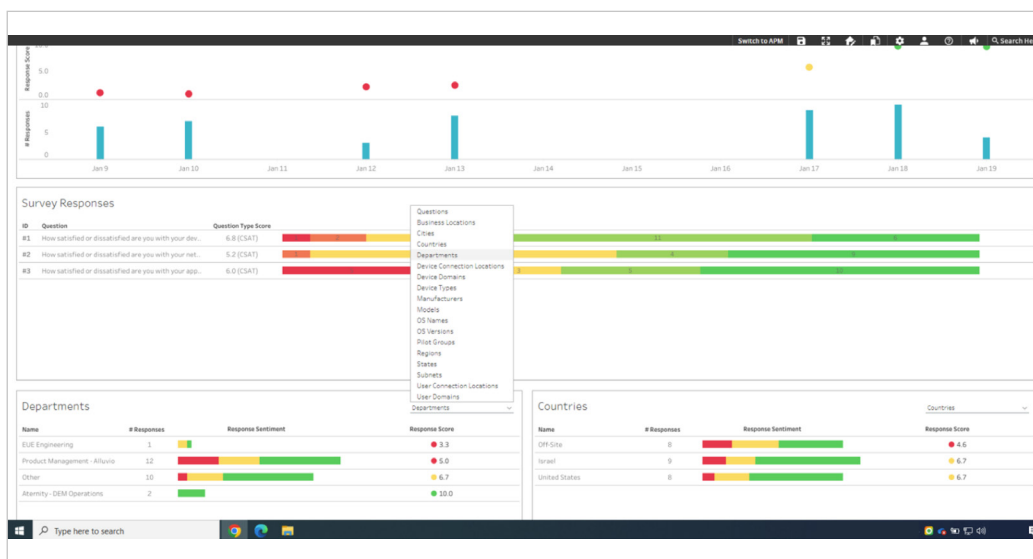 Switch to APM Search He
Response Score
10.0
5.0
0.0
# Responses
10
5
0
Jan 9 Jan 10 Jan 11 Jan 12 Jan 13 Jan 14 Jan 15 Jan 16 Jan 17 Jan 18 Jan 19
Survey Responses
ID Question Question Type Score
#1 How satisfied or dissatisfied are you with your dev.. 6.8 (CSAT) 2 11 6
#2 How satisfied or dissatisfied are you with your net.. 5.2 (CSAT) 4 9
#3 How satisfied or dissatisfied are you with your app.. 6.0 (CSAT) 3 5 10
Questions
Business Locations
Cities
Countries
Departments
Device Connection Locations
Device Domains
Device Types
Manufacturers
Models
OS Names
OS Versions
Pilot Groups
Regions
States
Subnets
User Connection Locations
User Domains
Departments
Departments
Name # Responses Response Sentiment Response Score
EUE Engineering 1 3.3
Product Management - Alluvio 12 5.0
Other 10 6.7
Aternity - DEM Operations 2 10.0
Countries
Countries
Name # Responses Response Sentiment Response Score
Off-Site 8 4.6
Israel 9 6.7
United States 8 6.7
Type here to search